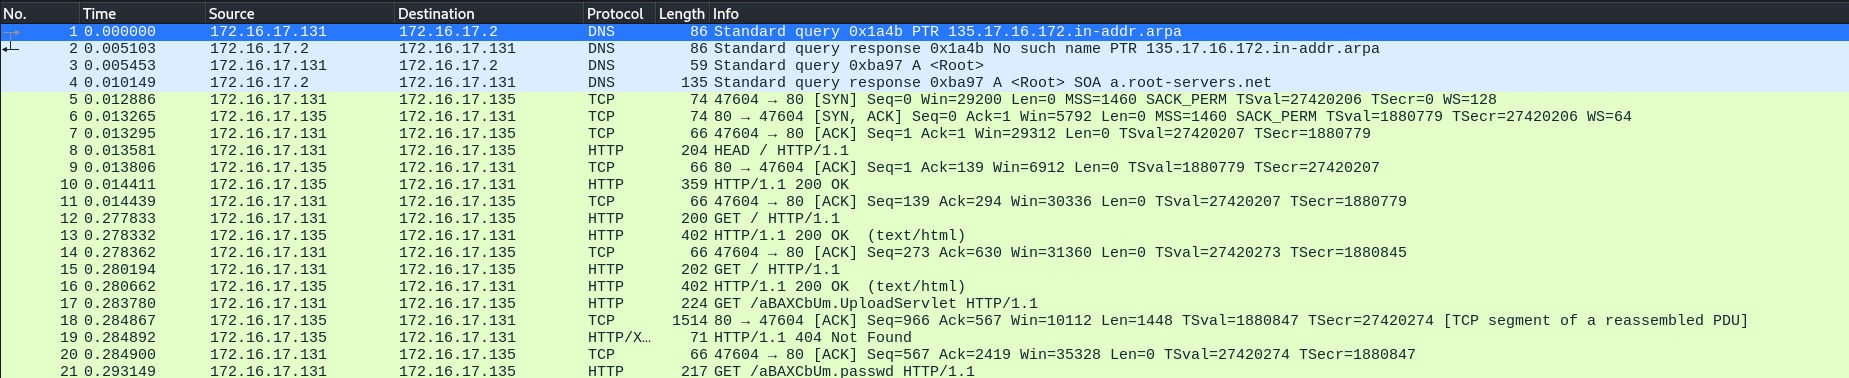 No. Time Source Destination Protocol Length Info
1 0.000000 172.16.17.131 172.16.17.2 DNS 86 Standard query 0x1a4b PTR 135.17.16.172.in-addr.arpa
2 0.005103 172.16.17.2 172.16.17.131 DNS 86 Standard query response 0x1a4b No such name PTR 135.17.16.172.in-addr.arpa
3 0.005453 172.16.17.131 172.16.17.2 DNS 59 Standard query 0xba97 A <Root>
4 0.010149 172.16.17.2 172.16.17.131 DNS 135 Standard query response 0xba97 A <Root> SOA a.root-servers.net
5 0.012886 172.16.17.131 172.16.17.135 TCP 74 47604 → 80 [SYN] Seq=0 Win=29200 Len=0 MSS=1460 SACK_PERM TSval=27420206 TSecr=0 WS=128
6 0.013265 172.16.17.135 172.16.17.131 TCP 74 80 → 47604 [SYN, ACK] Seq=0 Ack=1 Win=5792 Len=0 MSS=1460 SACK_PERM TSval=1880779 TSecr=27420206 WS=64
7 0.013295 172.16.17.131 172.16.17.135 TCP 66 47604 → 80 [ACK] Seq=1 Ack=1 Win=29312 Len=0 TSval=27420207 TSecr=1880779
8 0.013581 172.16.17.131 172.16.17.135 HTTP 204 HEAD / HTTP/1.1
9 0.013806 172.16.17.135 172.16.17.131 TCP 66 80 → 47604 [ACK] Seq=1 Ack=139 Win=6912 Len=0 TSval=1880779 TSecr=27420207
10 0.014411 172.16.17.135 172.16.17.131 HTTP 359 HTTP/1.1 200 OK
11 0.014439 172.16.17.131 172.16.17.135 TCP 66 47604 → 80 [ACK] Seq=139 Ack=294 Win=30336 Len=0 TSval=27420207 TSecr=1880779
12 0.277833 172.16.17.131 172.16.17.135 HTTP 200 GET / HTTP/1.1
13 0.278332 172.16.17.135 172.16.17.131 HTTP 402 HTTP/1.1 200 OK (text/html)
14 0.278362 172.16.17.131 172.16.17.135 TCP 66 47604 → 80 [ACK] Seq=273 Ack=630 Win=31360 Len=0 TSval=27420273 TSecr=1880845
15 0.280194 172.16.17.131 172.16.17.135 HTTP 202 GET / HTTP/1.1
16 0.280662 172.16.17.135 172.16.17.131 HTTP 402 HTTP/1.1 200 OK (text/html)
17 0.283780 172.16.17.131 172.16.17.135 HTTP 224 GET /aBAXCbUm.UploadServlet HTTP/1.1
18 0.284867 172.16.17.135 172.16.17.131 TCP 1514 80 → 47604 [ACK] Seq=966 Ack=567 Win=10112 Len=1448 TSval=1880847 TSecr=27420274 [TCP segment of a reassembled PDU]
19 0.284892 172.16.17.135 172.16.17.131 HTTP/X… 71 HTTP/1.1 404 Not Found
20 0.284900 172.16.17.131 172.16.17.135 TCP 66 47604 → 80 [ACK] Seq=567 Ack=2419 Win=35328 Len=0 TSval=27420274 TSecr=1880847
21 0.293149 172.16.17.131 172.16.17.135 HTTP 217 GET /aBAXCbUm.passwd HTTP/1.1